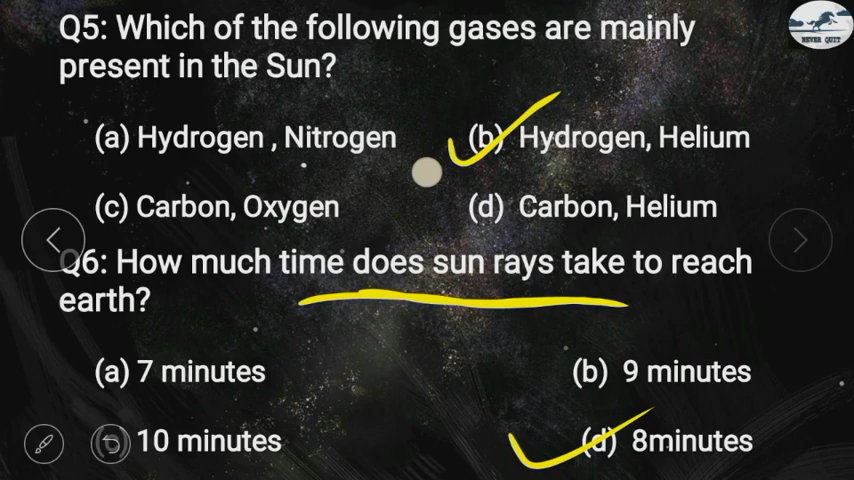 Q5: Which of the following gases are mainly
present in the Sun?
(a) Hydrogen , Nitrogen
(b) Hydrogen, Helium
(c) Carbon, Oxygen
(d) Carbon, Helium
Q6: How much time does sun rays take to reach
earth?
(a) 7 minutes
(b) 9 minutes
(c) 10 minutes
(d) 8minutes
NEVER QUIT